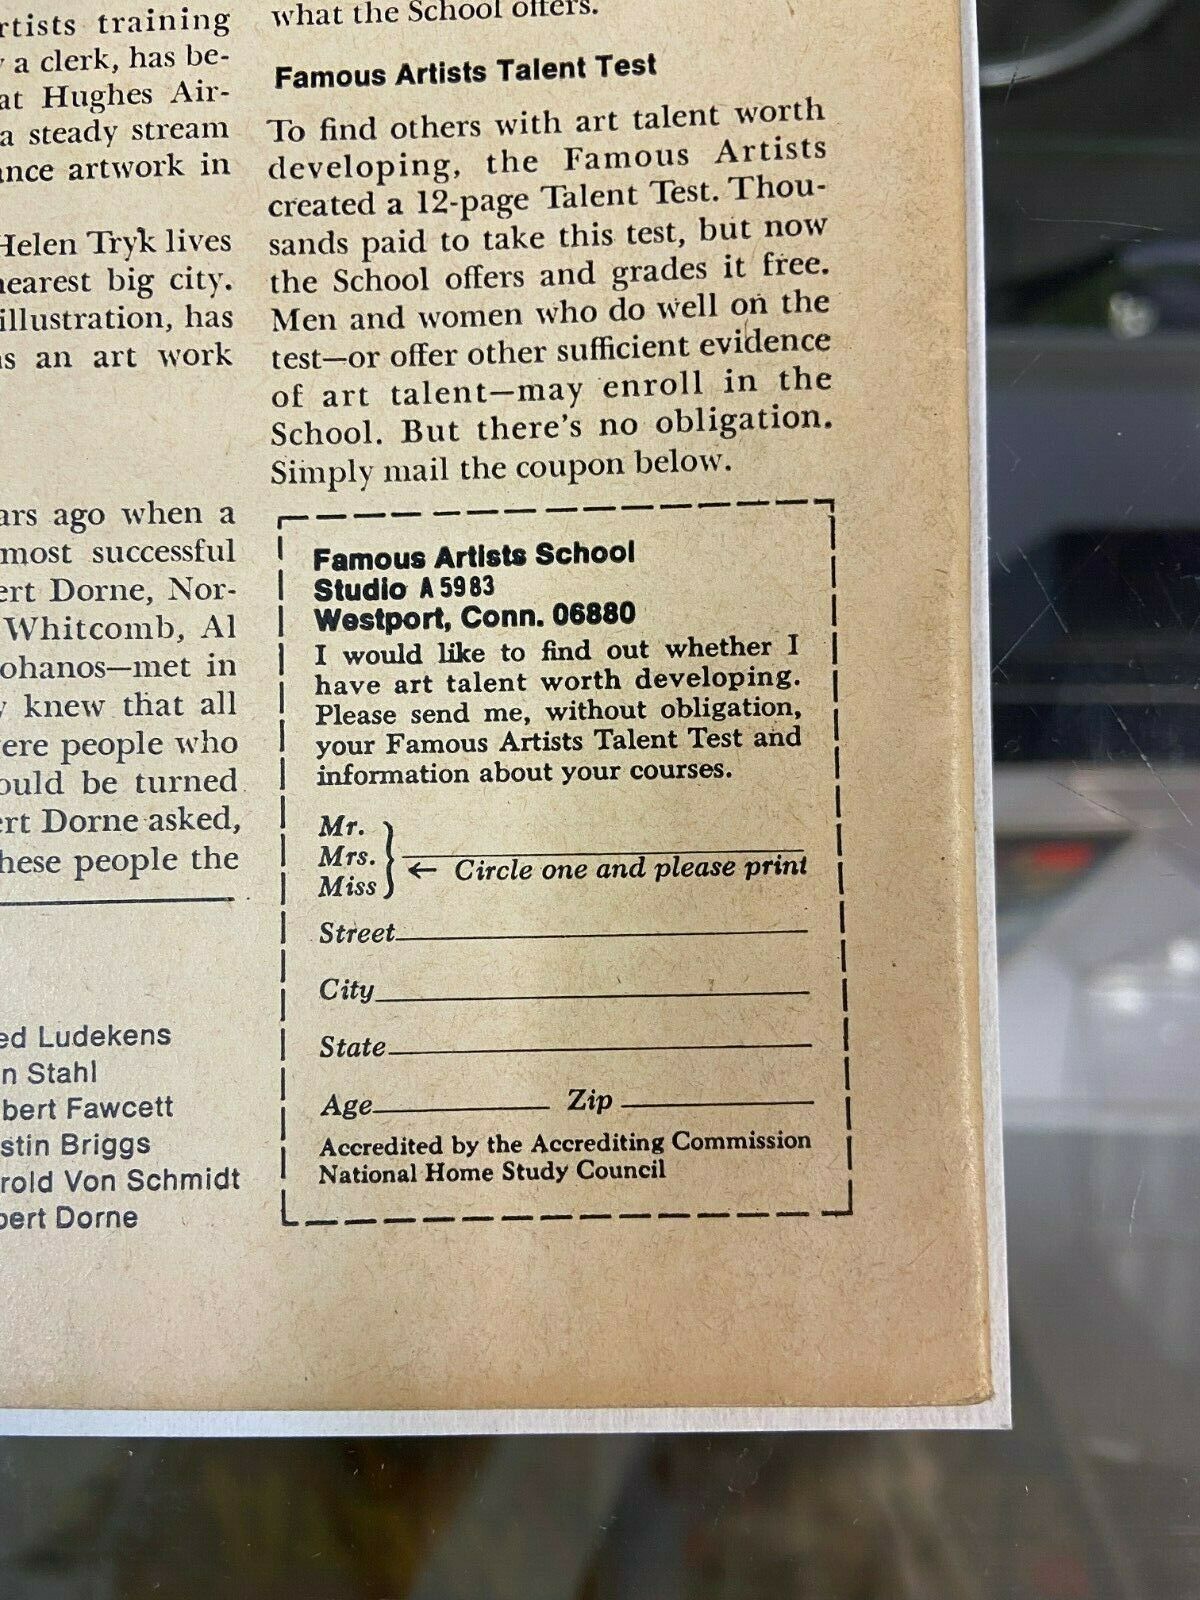 rtists training
a clerk, has be-
at Hughes Air-
a steady stream
ance artwork in
Helen Tryk lives
nearest big city.
illustration, has
as an art work
ars ago when a
most successful
ert Dorne, Nor-
Whitcomb, Al
ohanos—met in
y knew that all
vere people who
ould be turned
ert Dorne asked,
hese people the
ed Ludekens
n Stahl
bert Fawcett
stin Briggs
rold Von Schmidt
bert Dorne
what the School offers.
Famous Artists Talent Test
To find others with art talent worth
developing, the Famous Artists
created a 12-page Talent Test. Thou-
sands paid to take this test, but now
the School offers and grades it free.
Men and women who do well on the
test—or offer other sufficient evidence
of art talent—may enroll in the
School. But there's no obligation.
Simply mail the coupon below.
Famous Artists School
Studio A 5983
Westport, Conn. 06880
I would like to find out whether I
have art talent worth developing.
Please send me, without obligation,
your Famous Artists Talent Test and
information about your courses.
Mr.
Mrs.
Miss
← Circle one and please print
Street
City
State
Age Zip
Accredited by the Accrediting Commission
National Home Study Council